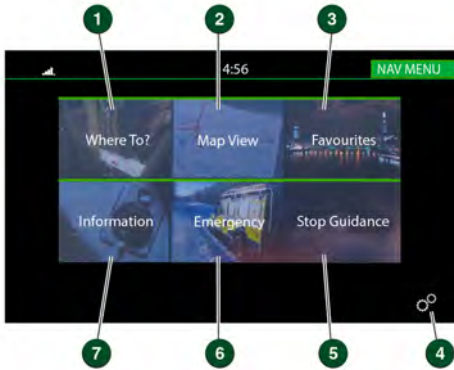 1 2 3
4:56 NAV MENU
Where To? Map View Favourites
Information Emergency Stop Guidance
7 6 5 4